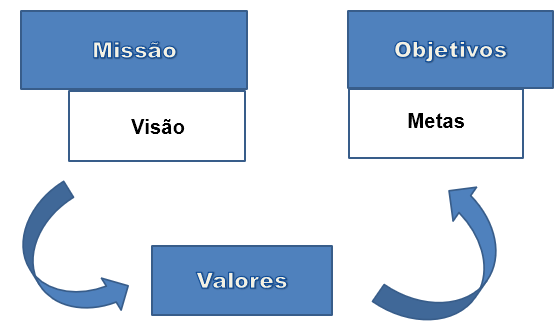 Missão
Visão
Objetivos
Metas
Valores